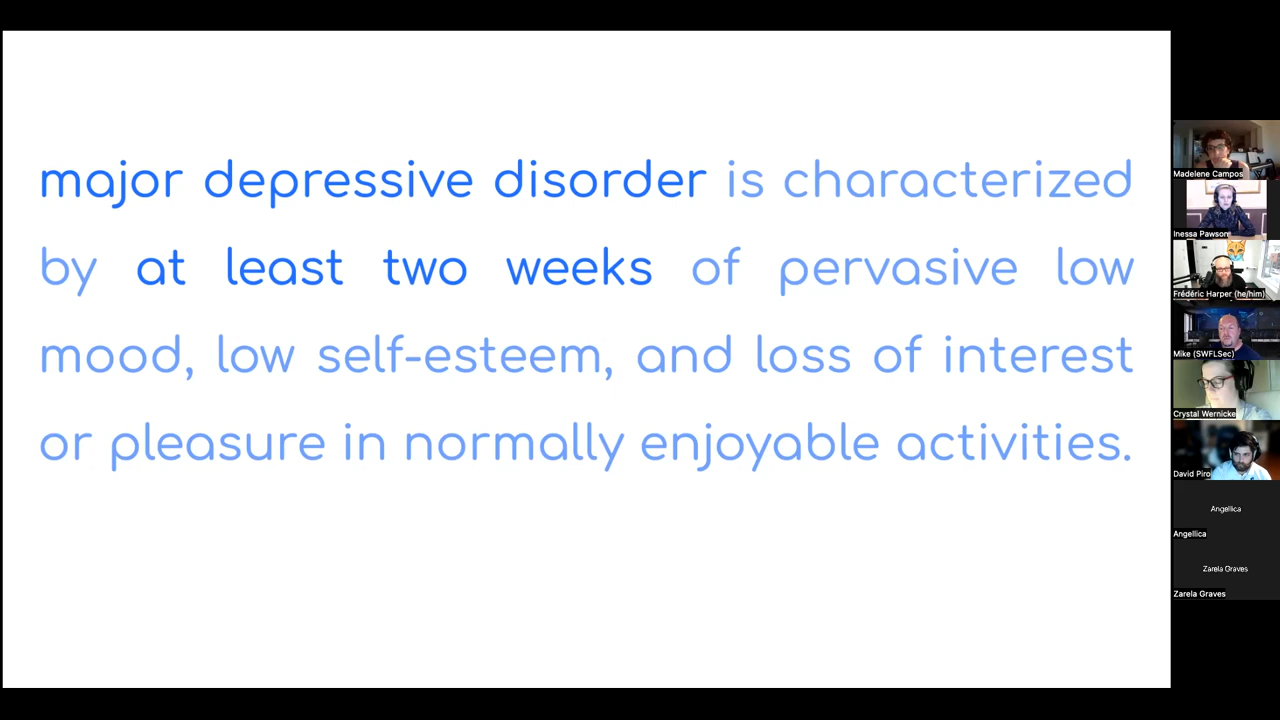 major depressive disorder is characterized
by at least two weeks of pervasive low
mood, low self-esteem, and loss of interest
or pleasure in normally enjoyable activities.
Madelene Campos
Inessa Pawson
Frédéric Harper (he/him)
Mike (SWFLSec)
Crystal Wernicke
David Piro
Angellica
Angellica
Zarela Graves
Zarela Graves